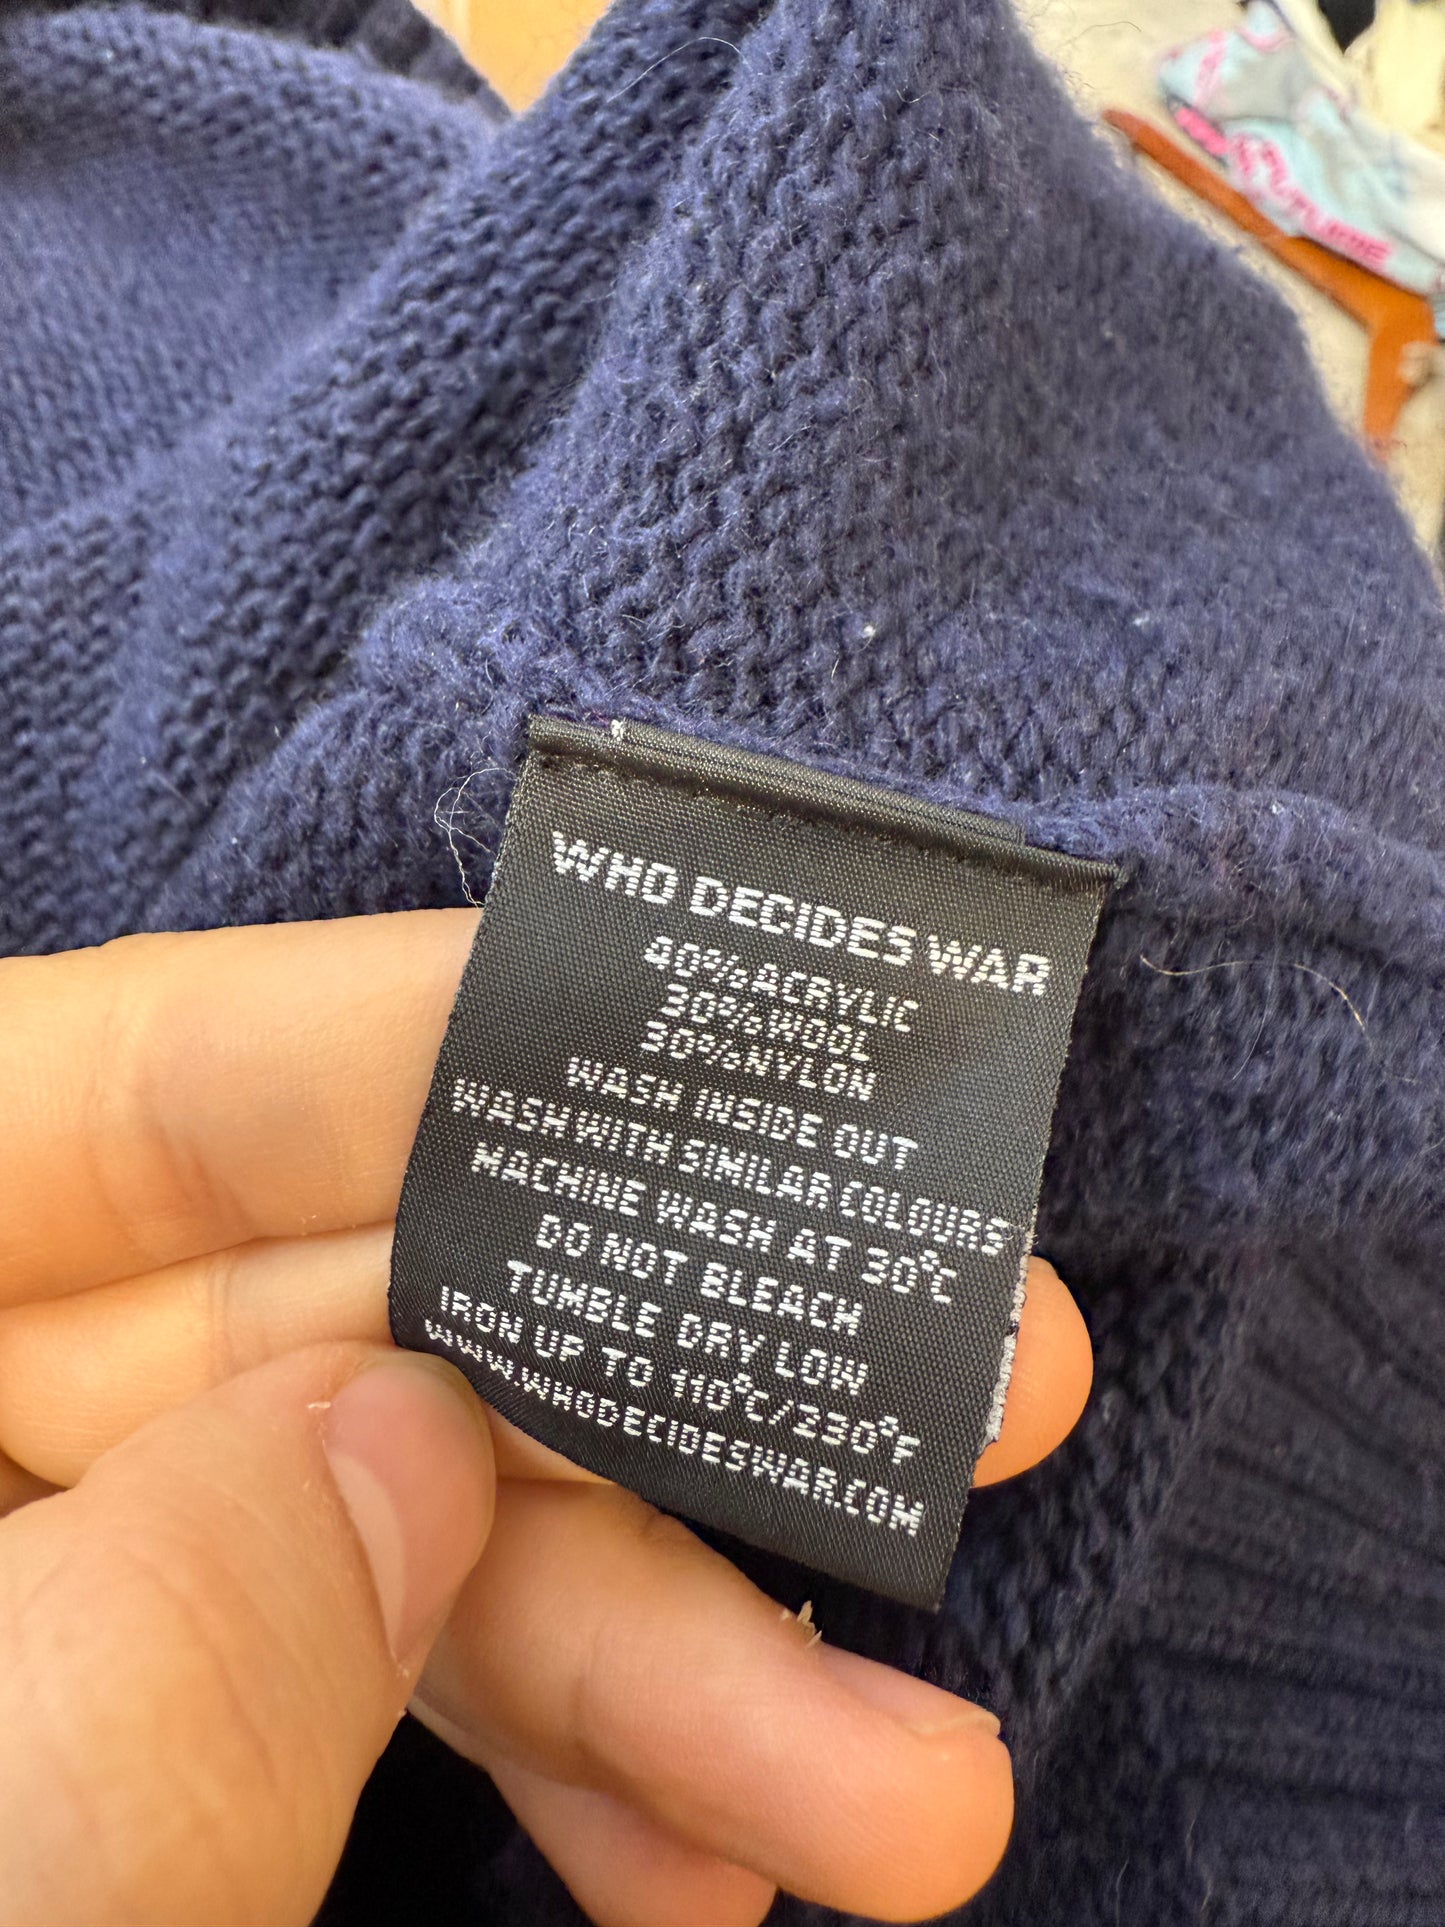 WHO DECIDES WAR
40%ACRYLIC
30%WOOL
30%NYLON
WASH INSIDE OUT
WASH WITH SIMILAR COLOURS
MACHINE WASH AT 30°C
DO NOT BLEACH
TUMBLE DRY LOW
IRON UP TO 110°C/230°F
WWW.WHODECIDESWAR.COM